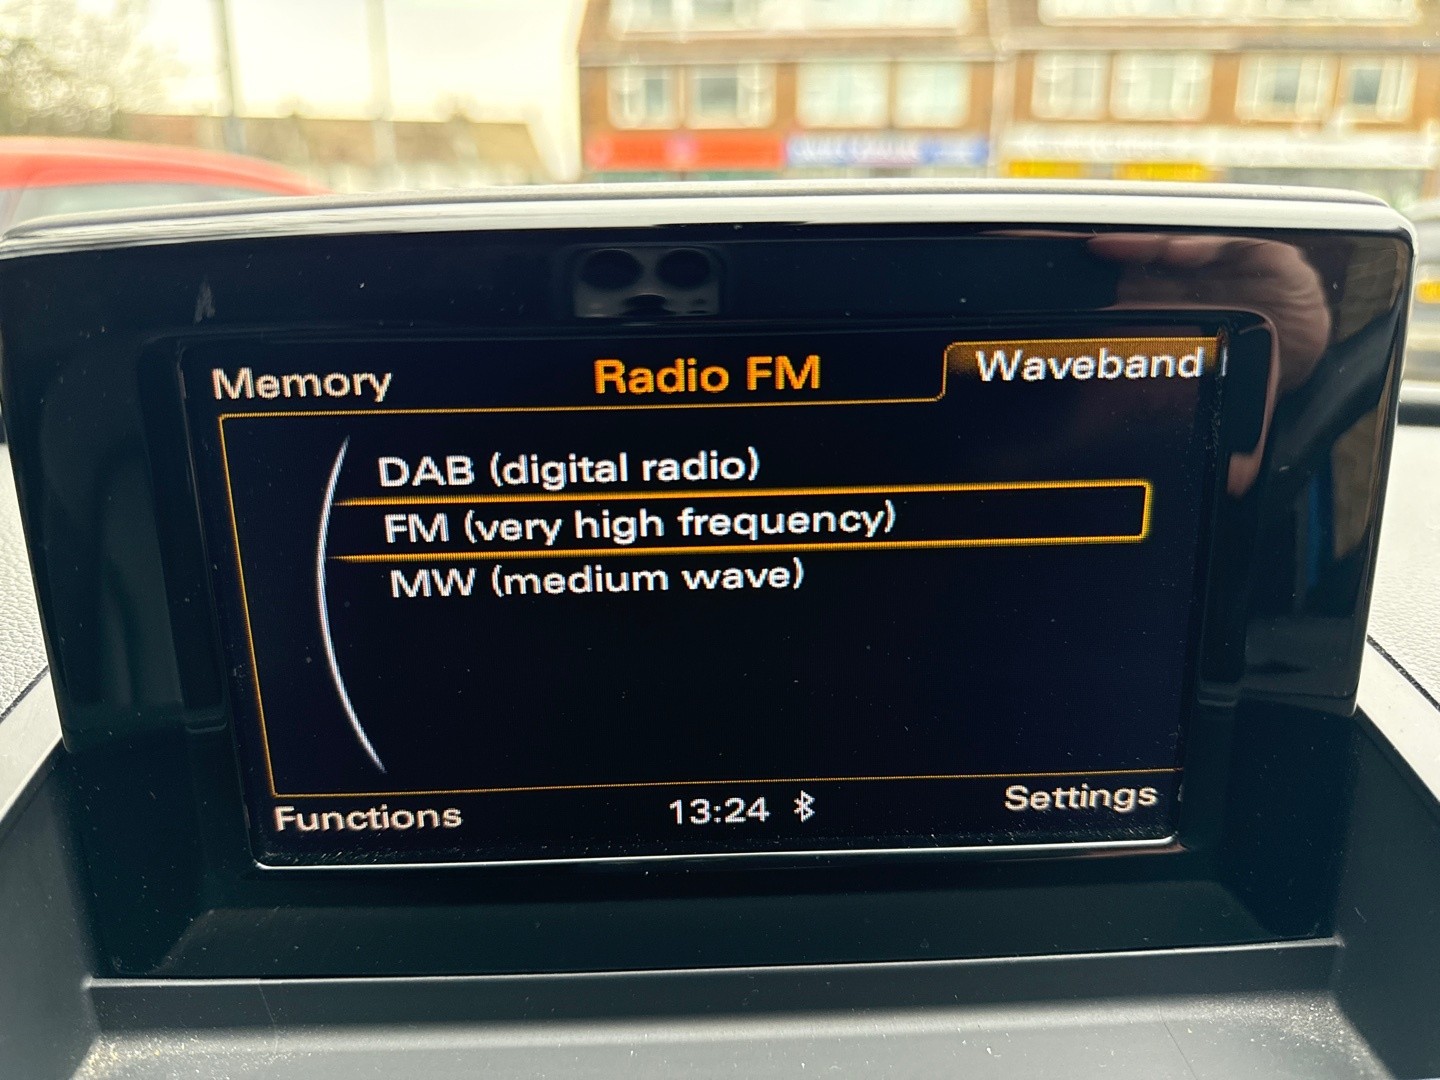 Memory Radio FM Waveband
DAB (digital radio)
FM (very high frequency)
MW (medium wave)
Functions 13:24 Settings